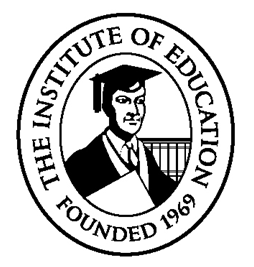 THE INSTITUTE OF EDUCATION
FOUNDED 1969